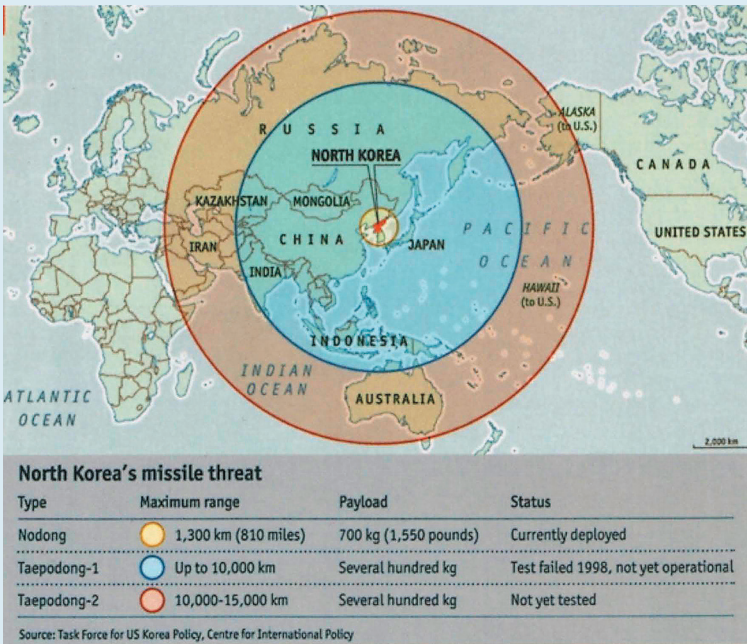 RUSSIA
ALASKA
(to U.S.)
NORTH KOREA
CANADA
KAZAKHSTAN
MONGOLIA
PACIFIC
UNITED STATES
IRAN
CHINA
JAPAN
OCEAN
INDIA
HAWAII
(to U.S.)
INDONESIA
INDIAN
OCEAN
ATLANTIC
OCEAN
AUSTRALIA
2,000 km
North Korea's missile threat
Type Maximum range Payload Status
Nodong 1,300 km (810 miles) 700 kg (1,550 pounds) Currently deployed
Taepodong-1 Up to 10,000 km Several hundred kg Test failed 1998, not yet operational
Taepodong-2 10,000-15,000 km Several hundred kg Not yet tested
Source: Task Force for US Korea Policy, Centre for International Policy